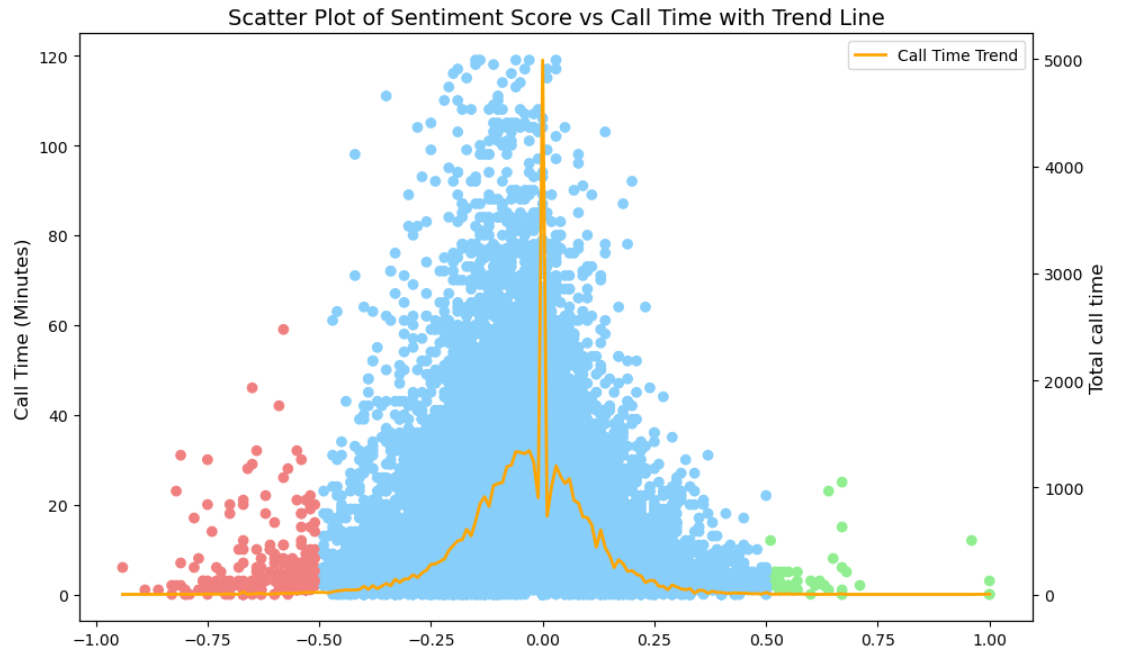 Scatter Plot of Sentiment Score vs Call Time with Trend Line
Call Time Trend
Call Time (Minutes)
120
100
80
60
40
20
0
5000
4000
3000
2000
1000
0
Total call time
−1.00 −0.75 −0.50 −0.25 0.00 0.25 0.50 0.75 1.00